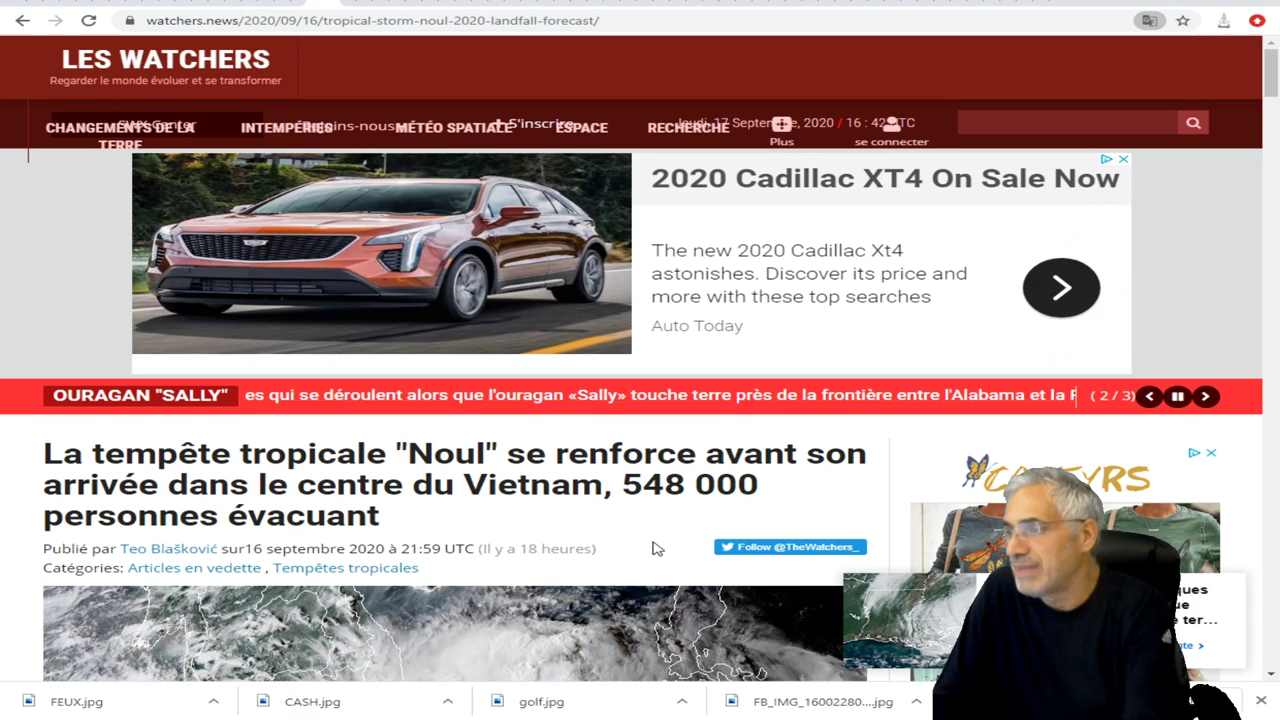 watchers.news/2020/09/16/tropical-storm-noul-2020-landfall-forecast/
LES WATCHERS
Regarder le monde évoluer et se transformer
CHANGEMENTS DE LA TERRE
INTEMPÉRIES
MÉTÉO SPATIALE
S'inscrire
ESPACE
RECHERCHE
Jeudi, 17 Septembre, 2020 / 16 : 42 UTC
Plus
se connecter
2020 Cadillac XT4 On Sale Now
The new 2020 Cadillac Xt4
astonishes. Discover its price and
more with these top searches
Auto Today
OURAGAN "SALLY" es qui se déroulent alors que l'ouragan «Sally» touche terre près de la frontière entre l'Alabama et la F ( 2 / 3)
La tempête tropicale "Noul" se renforce avant son
arrivée dans le centre du Vietnam, 548 000
personnes évacuant
Publié par Teo Blašković sur16 septembre 2020 à 21:59 UTC (Il y a 18 heures)
Follow @TheWatchers_
Catégories: Articles en vedette , Tempêtes tropicales
YRS
ques
ue
ter...
te >
FEUX.jpg
CASH.jpg
golf.jpg
FB_IMG_16002280....jpg